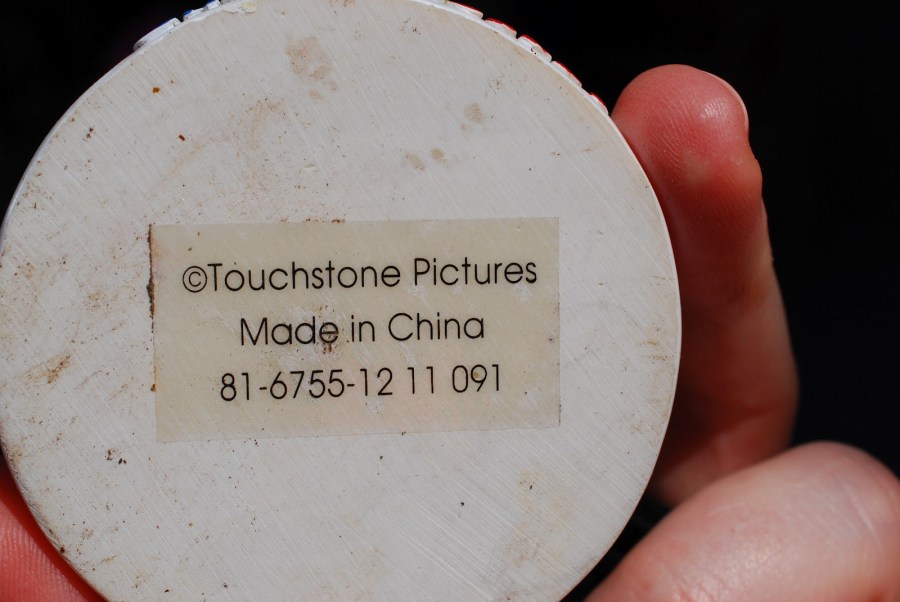 ©Touchstone Pictures
Made in China
81-6755-12 11 091